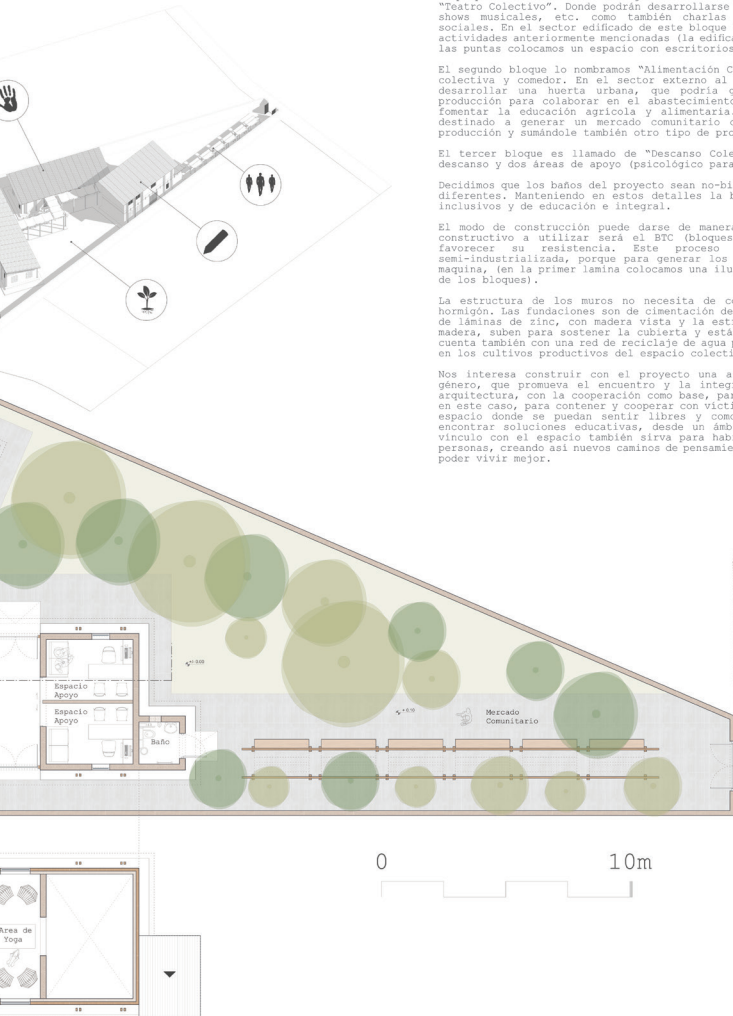 “Teatro Colectivo”. Donde podrán desarrollarse
shows musicales, etc. como también charlas
sociales. En el sector edificado de este bloque
actividades anteriormente mencionadas (la edific
las puntas colocamos un espacio con escritorios
El segundo bloque lo nombramos “Alimentación C
colectiva y comedor. En el sector externo al
desarrollar una huerta urbana, que podría g
producción para colaborar en el abastecimiento
fomentar la educación agrícola y alimentaria.
destinado a generar un mercado comunitario
producción y sumándole también otro tipo de pro
El tercer bloque es llamado de “Descanso Cole
descanso y dos áreas de apoyo (psicológico para
Decidimos que los baños del proyecto sean no-bi
diferentes. Manteniendo en estos detalles la
inclusivos y de educación e integral.
El modo de construcción puede darse de manera
constructivo a utilizar será el BTC (bloques
favorecer su resistencia. Este proceso
semi-industrializada, porque para generar los
maquina, (en la primer lamina colocamos una ilu
de los bloques).
La estructura de los muros no necesita de
hormigón. Las fundaciones son de cimentación de
de láminas de zinc, con madera vista y la est
madera, suben para sostener la cubierta y está
cuenta también con una red de reciclaje de agua
en los cultivos productivos del espacio colecti
Nos interesa construir con el proyecto una a
género, que promueva el encuentro y la integ
arquitectura, con la cooperación como base, par
en este caso, para contener y cooperar con victi
espacio donde se puedan sentir libres y como
encontrar soluciones educativas, desde un ámb
vínculo con el espacio también sirva para hab
personas, creando así nuevos caminos de pensamie
poder vivir mejor.
Espacio
Apoyo
Espacio
Apoyo
Baño
Mercado
Comunitario
0 10m
Area de
Yoga